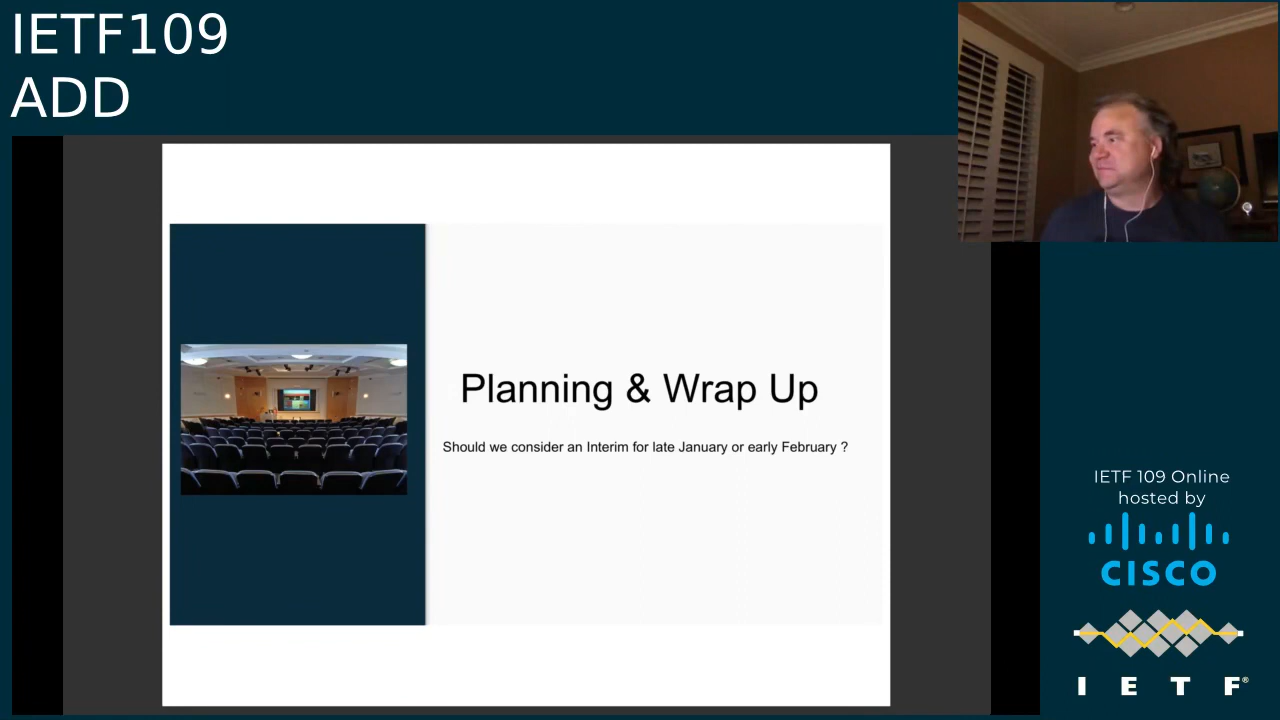 IETF109
ADD
Planning & Wrap Up
Should we consider an Interim for late January or early February ?
IETF 109 Online
hosted by
CISCO
I E T F®